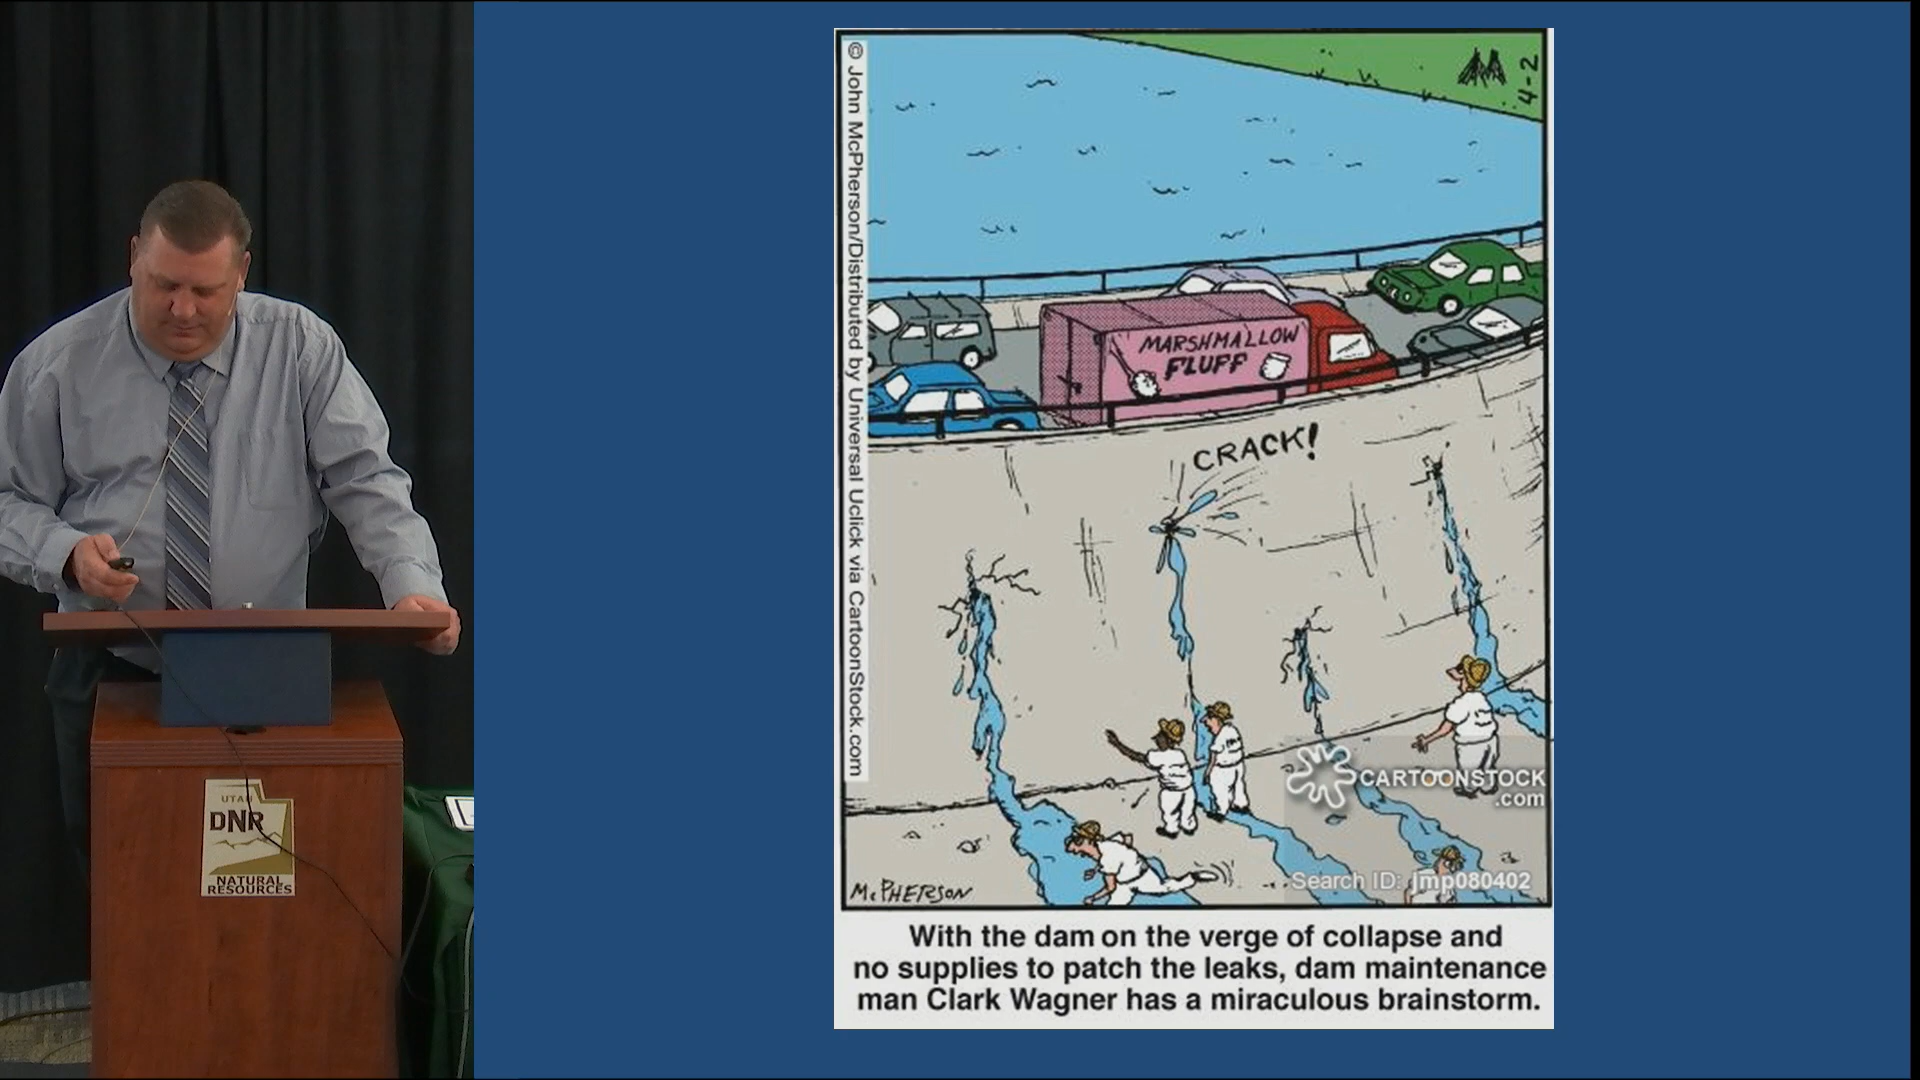 UTAH
DNR
NATURAL
RESOURCES
© John McPherson/Distributed by Universal Uclick via CartoonStock.com
4-2
MARSHMALLOW
FLUFF
CRACK!
CARTOONSTOCK
.com
Search ID: jmp080402
McPHERSON
With the dam on the verge of collapse and
no supplies to patch the leaks, dam maintenance
man Clark Wagner has a miraculous brainstorm.